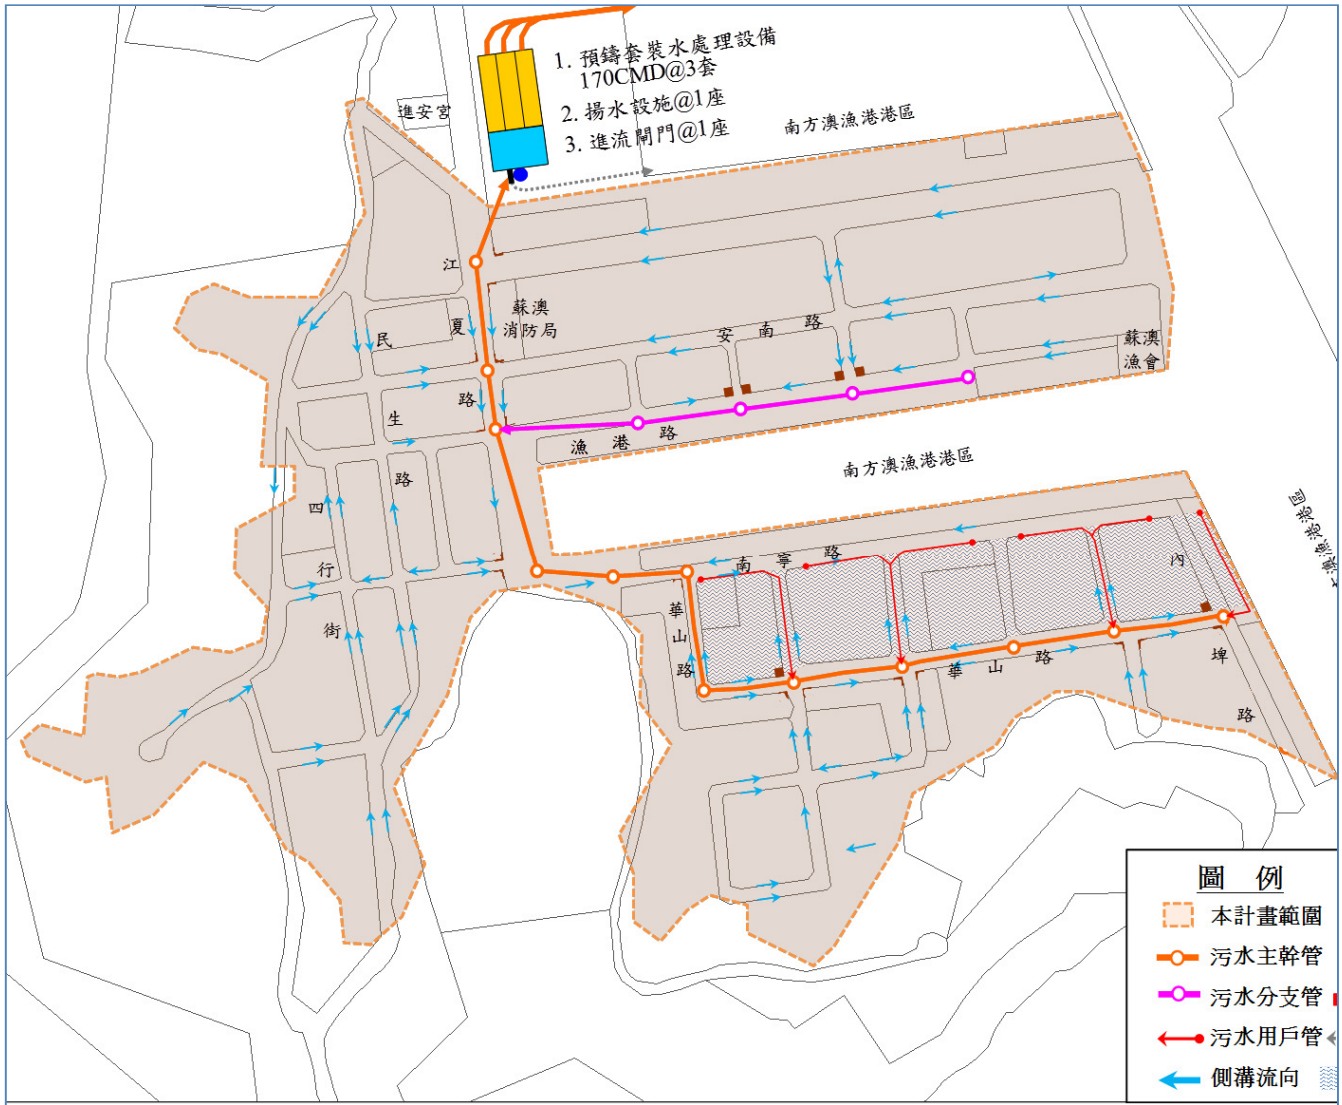 1. 預鑄套裝水處理設備
170CMD@3套
2. 揚水設施@1座
3. 進流閘門@1座
進安宮
南方澳漁港港區
江
夏
路
蘇澳
消防局
民
生
路
安南路
蘇澳
漁會
漁港路
南方澳漁港港區
四
行
街
南寧路
內
埤
路
華
山
路
華山路
漁港港區
圖例
本計畫範圍
污水主幹管
污水分支管
污水用戶管
側溝流向